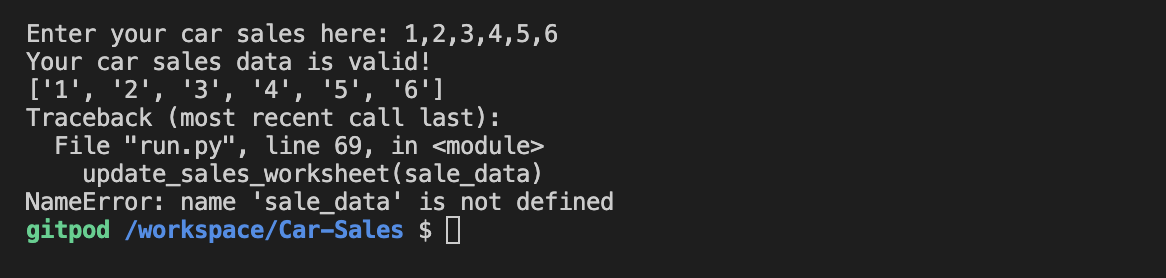 Enter your car sales here: 1,2,3,4,5,6
Your car sales data is valid!
['1', '2', '3', '4', '5', '6']
Traceback (most recent call last):
  File "run.py", line 69, in <module>
    update_sales_worksheet(sale_data)
NameError: name 'sale_data' is not defined
gitpod /workspace/Car-Sales $